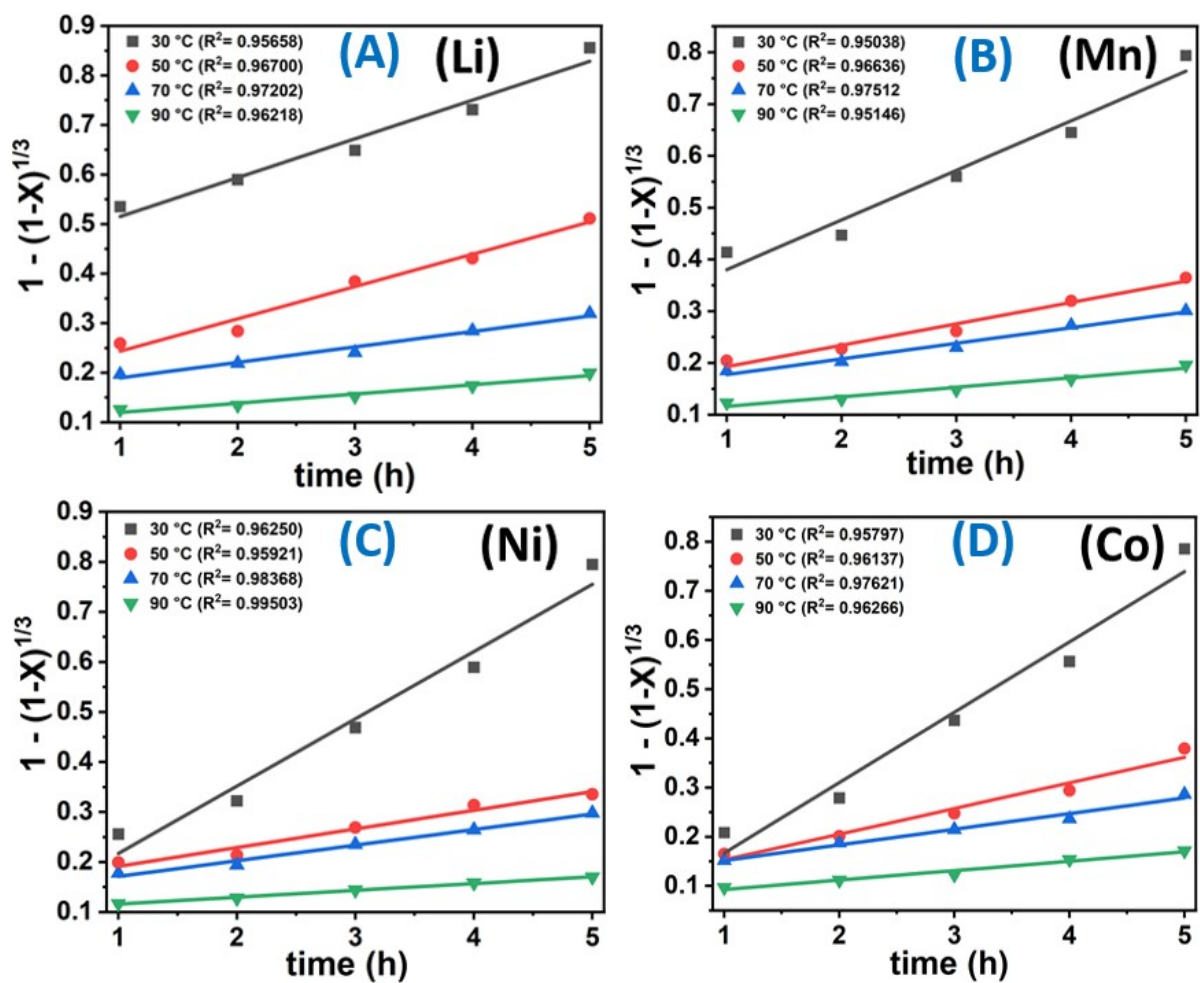 (A) (Li)
30 °C (R²= 0.95658)
50 °C (R²= 0.96700)
70 °C (R²= 0.97202)
90 °C (R²= 0.96218)
1 - (1-X)^1/3
0.9
0.8
0.7
0.6
0.5
0.4
0.3
0.2
0.1
1 2 3 4 5
time (h)
(B) (Mn)
30 °C (R²= 0.95038)
50 °C (R²= 0.96636)
70 °C (R²= 0.97512
90 °C (R²= 0.95146)
1 - (1-X)^1/3
0.8
0.7
0.6
0.5
0.4
0.3
0.2
0.1
1 2 3 4 5
time (h)
(C) (Ni)
30 °C (R²= 0.96250)
50 °C (R²= 0.95921)
70 °C (R²= 0.98368)
90 °C (R²= 0.99503)
1 - (1-X)^1/3
0.9
0.8
0.7
0.6
0.5
0.4
0.3
0.2
0.1
1 2 3 4 5
time (h)
(D) (Co)
30 °C (R²= 0.95797)
50 °C (R²= 0.96137)
70 °C (R²= 0.97621)
90 °C (R²= 0.96266)
1 - (1-X)^1/3
0.8
0.7
0.6
0.5
0.4
0.3
0.2
0.1
1 2 3 4 5
time (h)